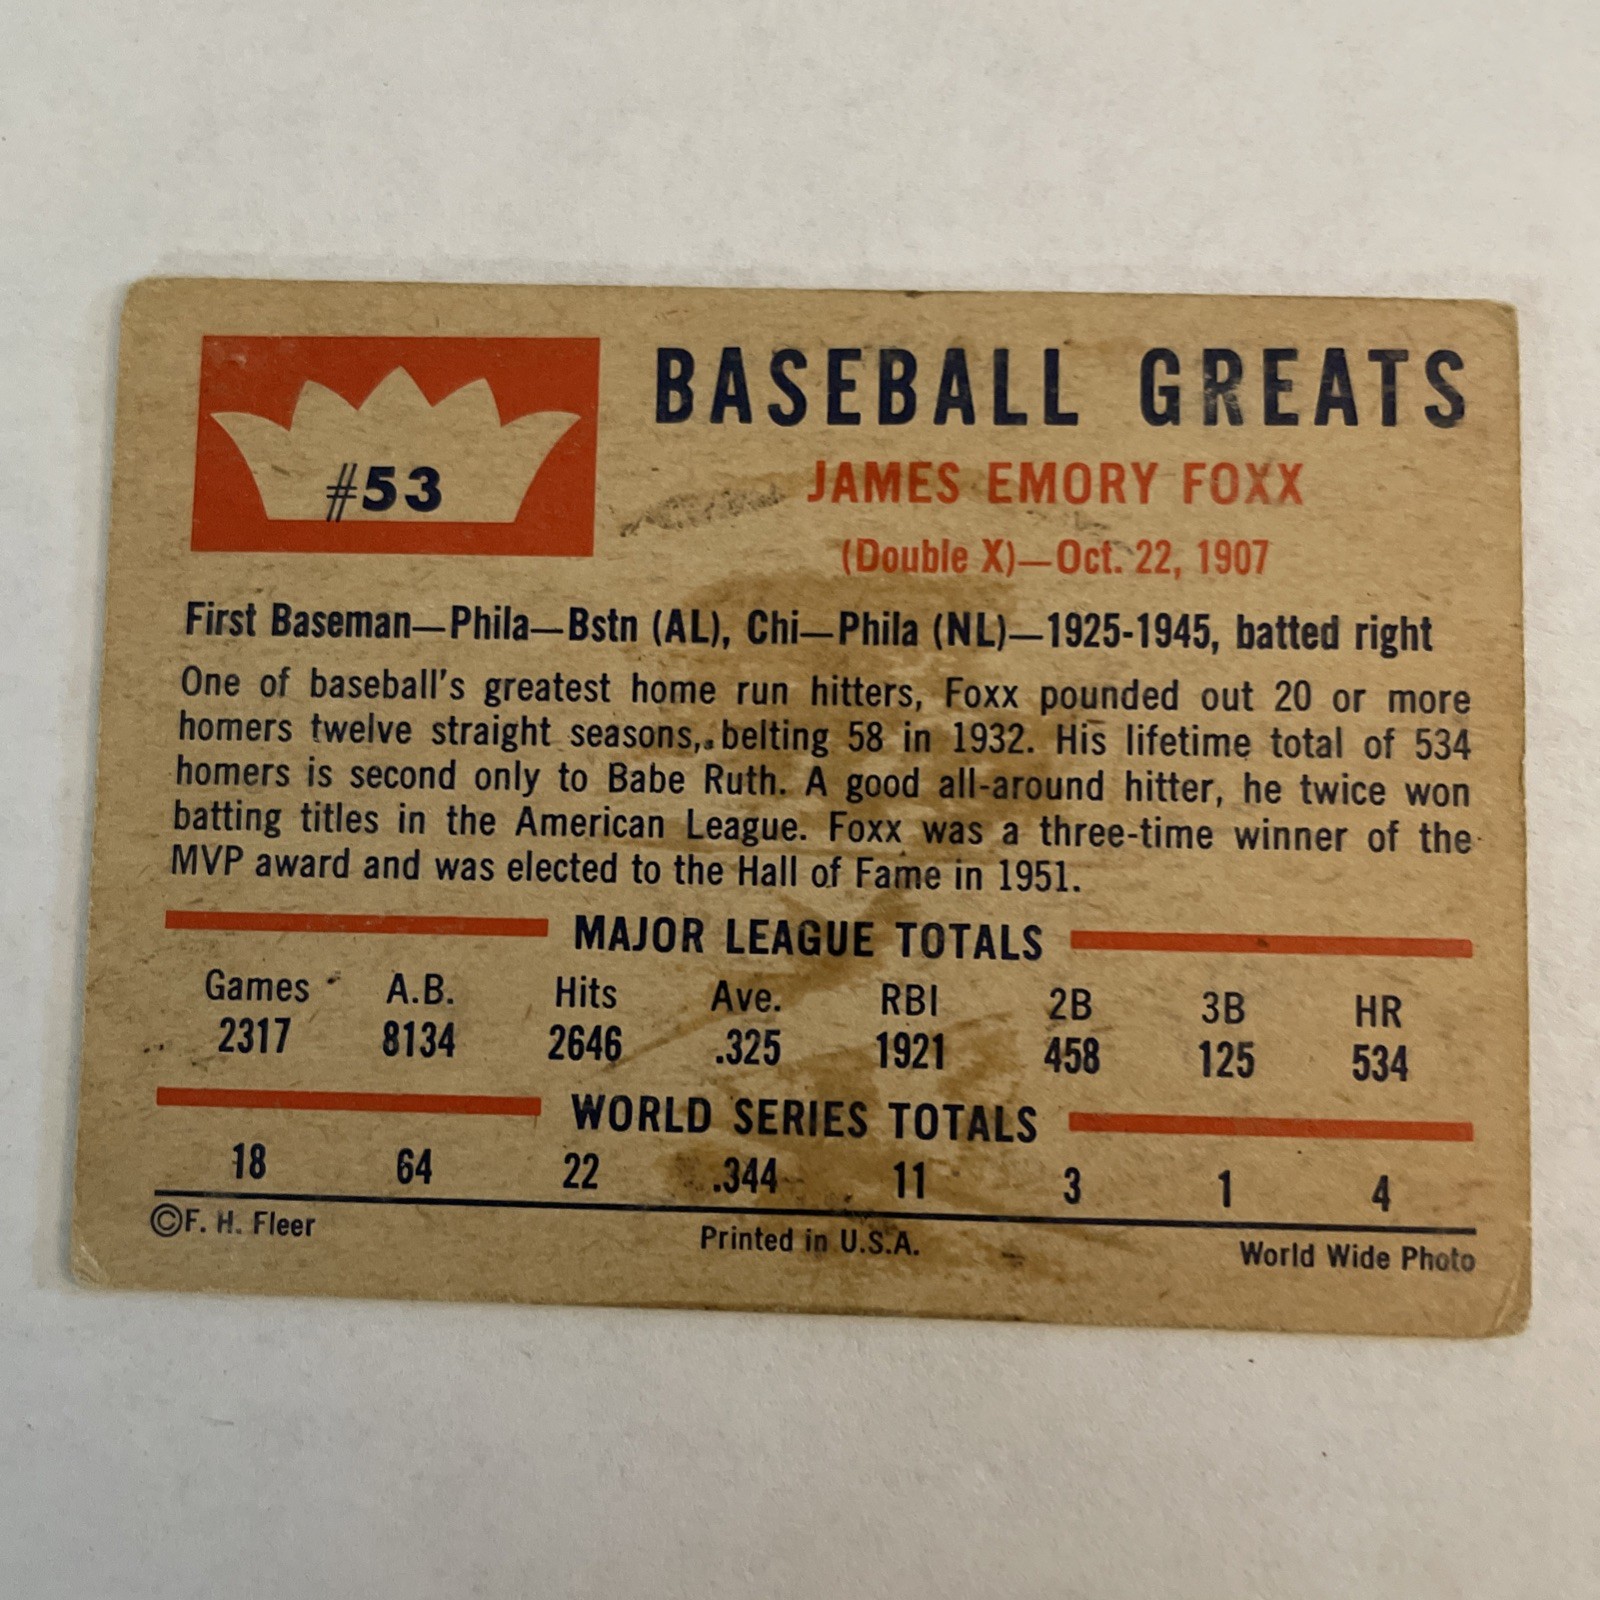 #53
BASEBALL GREATS
JAMES EMORY FOXX
(Double X)—Oct. 22, 1907
First Baseman—Phila—Bstn (AL), Chi—Phila (NL)—1925-1945, batted right
One of baseball's greatest home run hitters, Foxx pounded out 20 or more
homers twelve straight seasons, belting 58 in 1932. His lifetime total of 534
homers is second only to Babe Ruth. A good all-around hitter, he twice won
batting titles in the American League. Foxx was a three-time winner of the
MVP award and was elected to the Hall of Fame in 1951.
MAJOR LEAGUE TOTALS
Games A.B. Hits Ave. RBI 2B 3B HR
2317 8134 2646 .325 1921 458 125 534
WORLD SERIES TOTALS
18 64 22 .344 11 3 1 4
©F. H. Fleer Printed in U.S.A. World Wide Photo